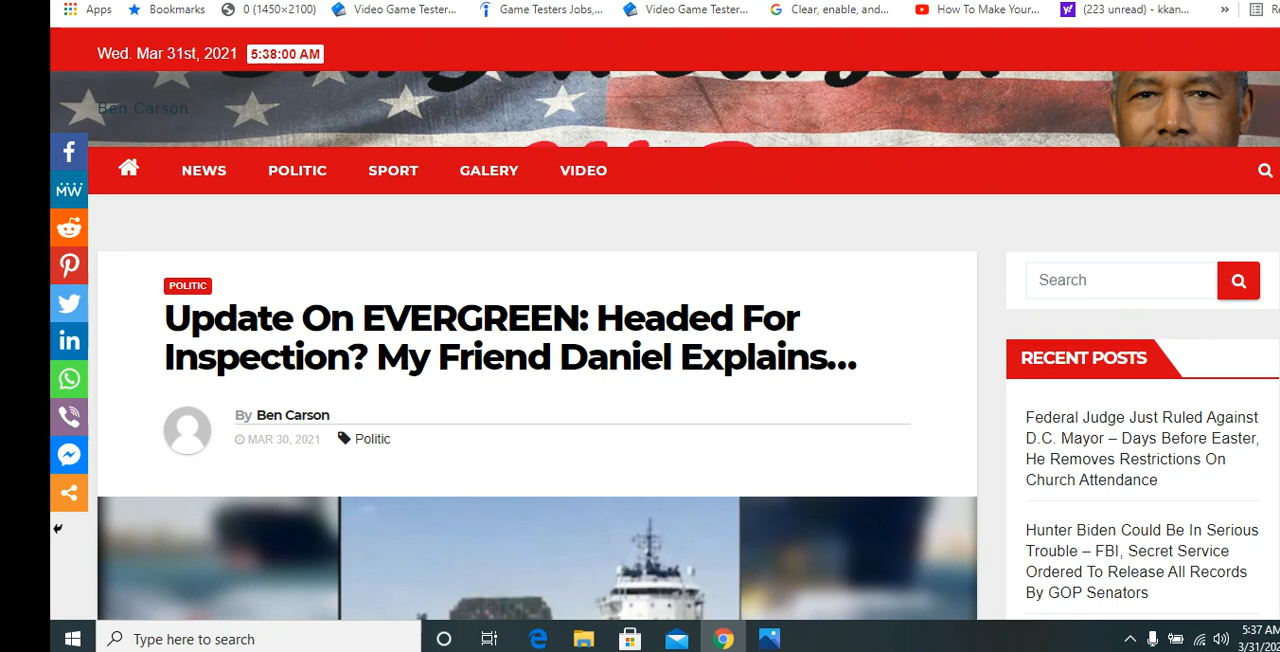 Apps Bookmarks 0 (1450×2100) Video Game Tester... Game Testers Jobs,... Video Game Tester... Clear, enable, and... How To Make Your... (223 unread) - kkan... »
Wed. Mar 31st, 2021 5:38:00 AM
Ben Carson
NEWS POLITIC SPORT GALERY VIDEO
POLITIC
Update On EVERGREEN: Headed For
Inspection? My Friend Daniel Explains...
By Ben Carson
MAR 30, 2021 Politic
MW
Search
RECENT POSTS
Federal Judge Just Ruled Against
D.C. Mayor – Days Before Easter,
He Removes Restrictions On
Church Attendance
Hunter Biden Could Be In Serious
Trouble – FBI, Secret Service
Ordered To Release All Records
By GOP Senators
Type here to search
5:37 AM
3/31/202